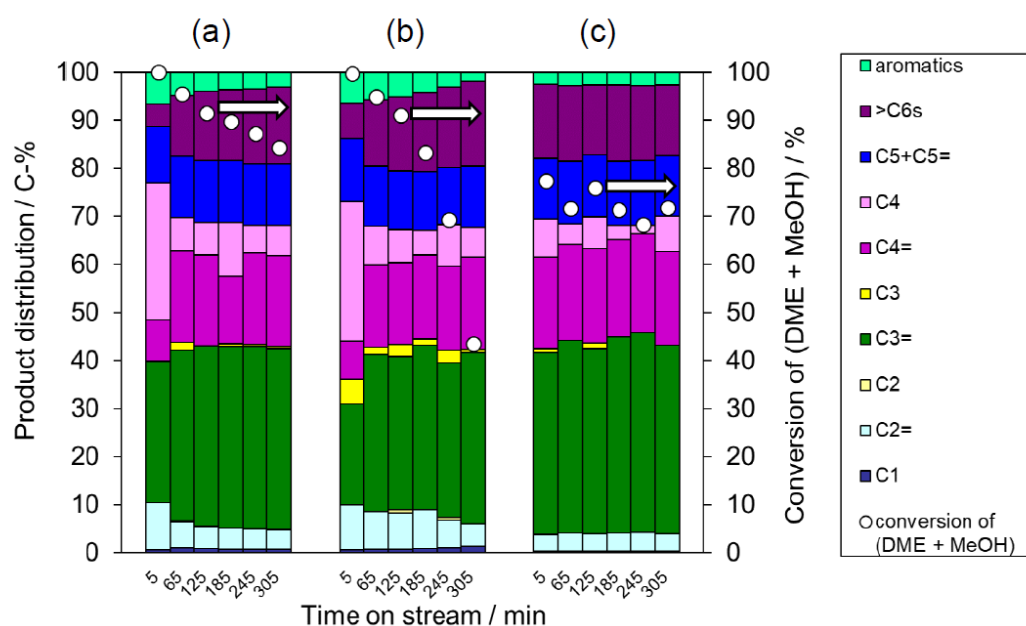 (a) (b) (c)
Product distribution / C-%
100
90
80
70
60
50
40
30
20
10
0
5 65 125 185 245 305
5 65 125 185 245 305
5 65 125 185 245 305
Time on stream / min
100
90
80
70
60
50
40
30
20
10
0
Conversion of (DME + MeOH) / %
aromatics
>C6s
C5+C5=
C4
C4=
C3
C3=
C2
C2=
C1
conversion of
(DME + MeOH)